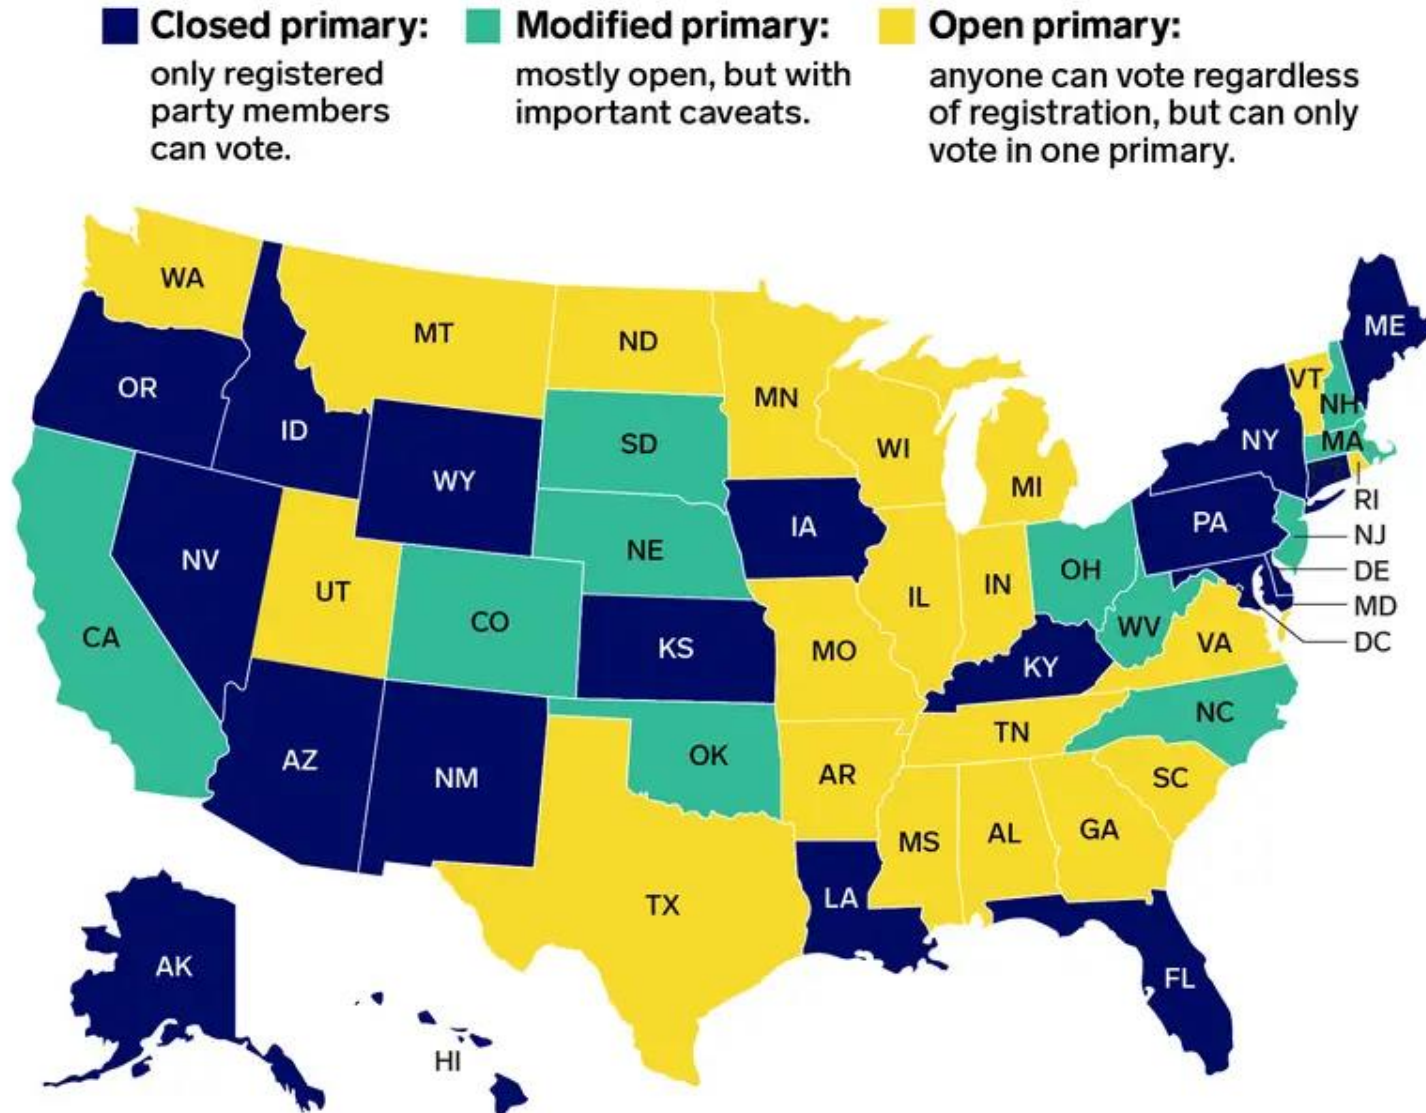 Closed primary:
only registered
party members
can vote.
Modified primary:
mostly open, but with
important caveats.
Open primary:
anyone can vote regardless
of registration, but can only
vote in one primary.
WA
MT
ND
MN
ME
VT
NH
OR
ID
WY
SD
WI
MI
NY
MA
RI
NV
UT
CO
NE
IA
PA
NJ
DE
MD
DC
CA
KS
MO
IL
IN
OH
WV
VA
KY
AZ
NM
OK
AR
TN
NC
SC
TX
LA
MS
AL
GA
FL
AK
HI